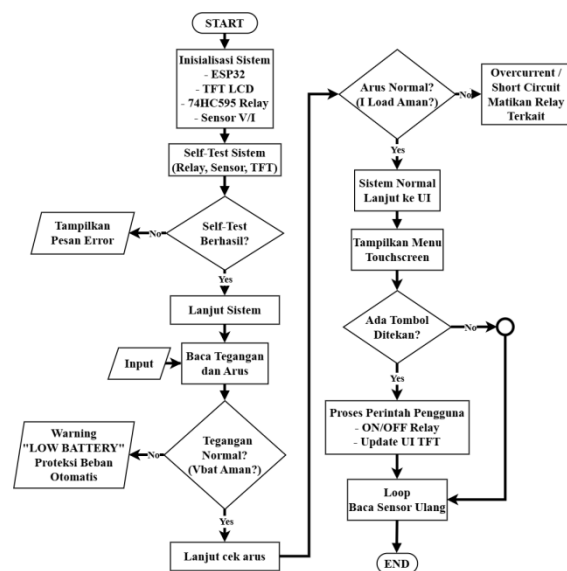 START
Inisialisasi Sistem
- ESP32
- TFT LCD
- 74HC595 Relay
- Sensor V/I
Self-Test Sistem
(Relay, Sensor, TFT)
Self-Test
Berhasil?
No
Tampilkan
Pesan Error
Yes
Lanjut Sistem
Input
Baca Tegangan
dan Arus
Tegangan
Normal?
(Vbat Aman?)
No
Warning
"LOW BATTERY"
Proteksi Beban
Otomatis
Yes
Lanjut cek arus
Arus Normal?
(I Load Aman?)
No
Overcurrent /
Short Circuit
Matikan Relay
Terkait
Yes
Sistem Normal
Lanjut ke UI
Tampilkan Menu
Touchscreen
Ada Tombol
Ditekan?
No
Yes
Proses Perintah Pengguna
- ON/OFF Relay
- Update UI TFT
Loop
Baca Sensor Ulang
END